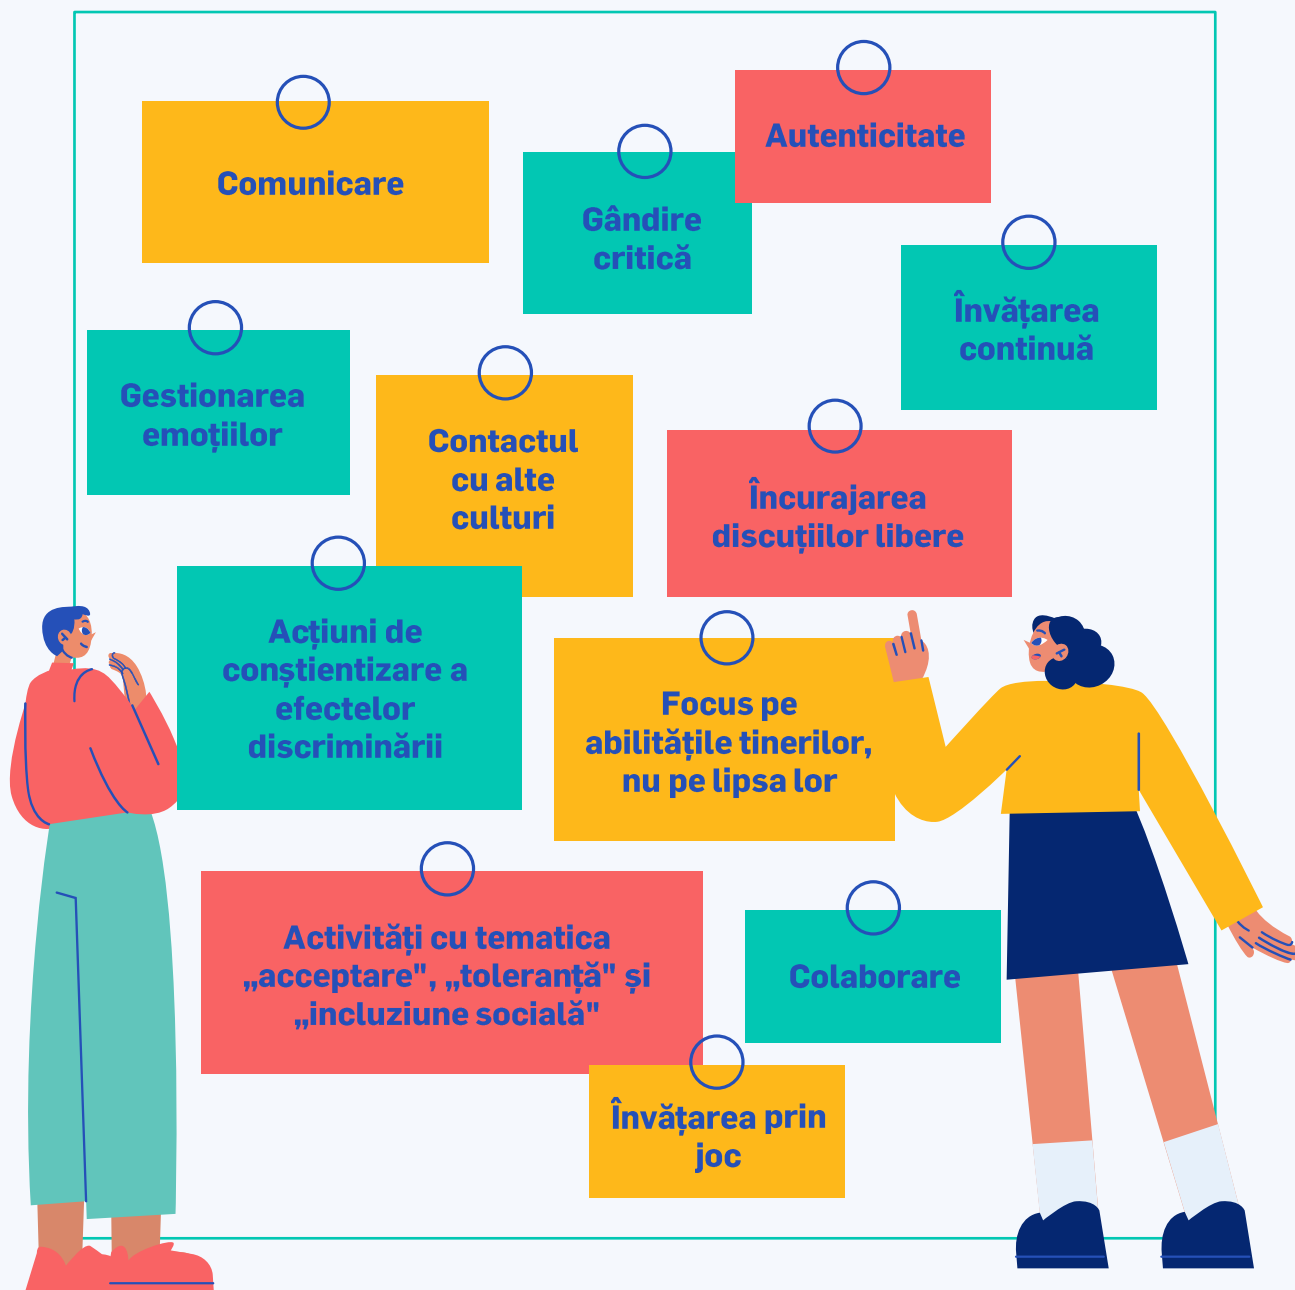 Comunicare
Autenticitate
Gândire
critică
Învățarea
continuă
Gestionarea
emoțiilor
Contactul
cu alte
culturi
Încurajarea
discuțiilor libere
Acțiuni de
conștientizare a
efectelor
discriminării
Focus pe
abilitățile tinerilor,
nu pe lipsa lor
Activități cu tematica
„acceptare", „toleranță" și
„incluziune socială"
Colaborare
Învățarea prin
joc